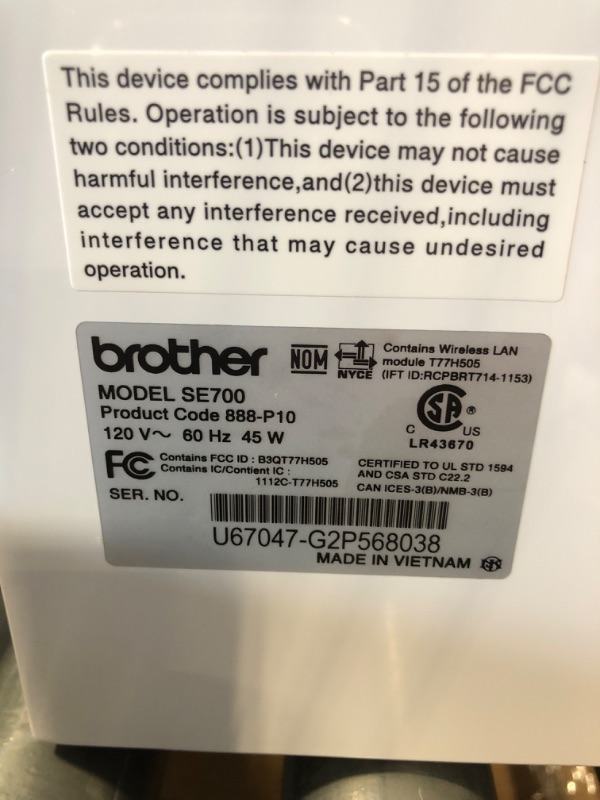 This device complies with Part 15 of the FCC
Rules. Operation is subject to the following
two conditions:(1)This device may not cause
harmful interference,and(2)this device must
accept any interference received,including
interference that may cause undesired
operation.
brother
NOM
NYCE
Contains Wireless LAN
module T77H505
(IFT ID:RCPBRT714-1153)
MODEL SE700
Product Code 888-P10
120 V~ 60 Hz 45 W
SA ®
C US
LR43670
FC
Contains FCC ID : B3QT77H505
Contains IC/Contient IC :
1112C-T77H505
CERTIFIED TO UL STD 1594
AND CSA STD C22.2
CAN ICES-3(B)/NMB-3(B)
SER. NO.
U67047-G2P568038
MADE IN VIETNAM